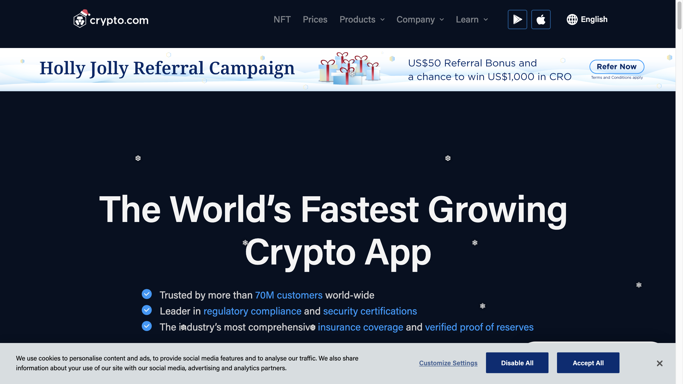 crypto.com
NFT Prices Products Company Learn English
Holly Jolly Referral Campaign
US$50 Referral Bonus and
a chance to win US$1,000 in CRO
Refer Now
Terms and Conditions apply
The World's Fastest Growing
Crypto App
Trusted by more than 70M customers world-wide
Leader in regulatory compliance and security certifications
The industry's most comprehensive insurance coverage and verified proof of reserves
We use cookies to personalise content and ads, to provide social media features and to analyse our traffic. We also share
information about your use of our site with our social media, advertising and analytics partners.
Customize Settings
Disable All
Accept All